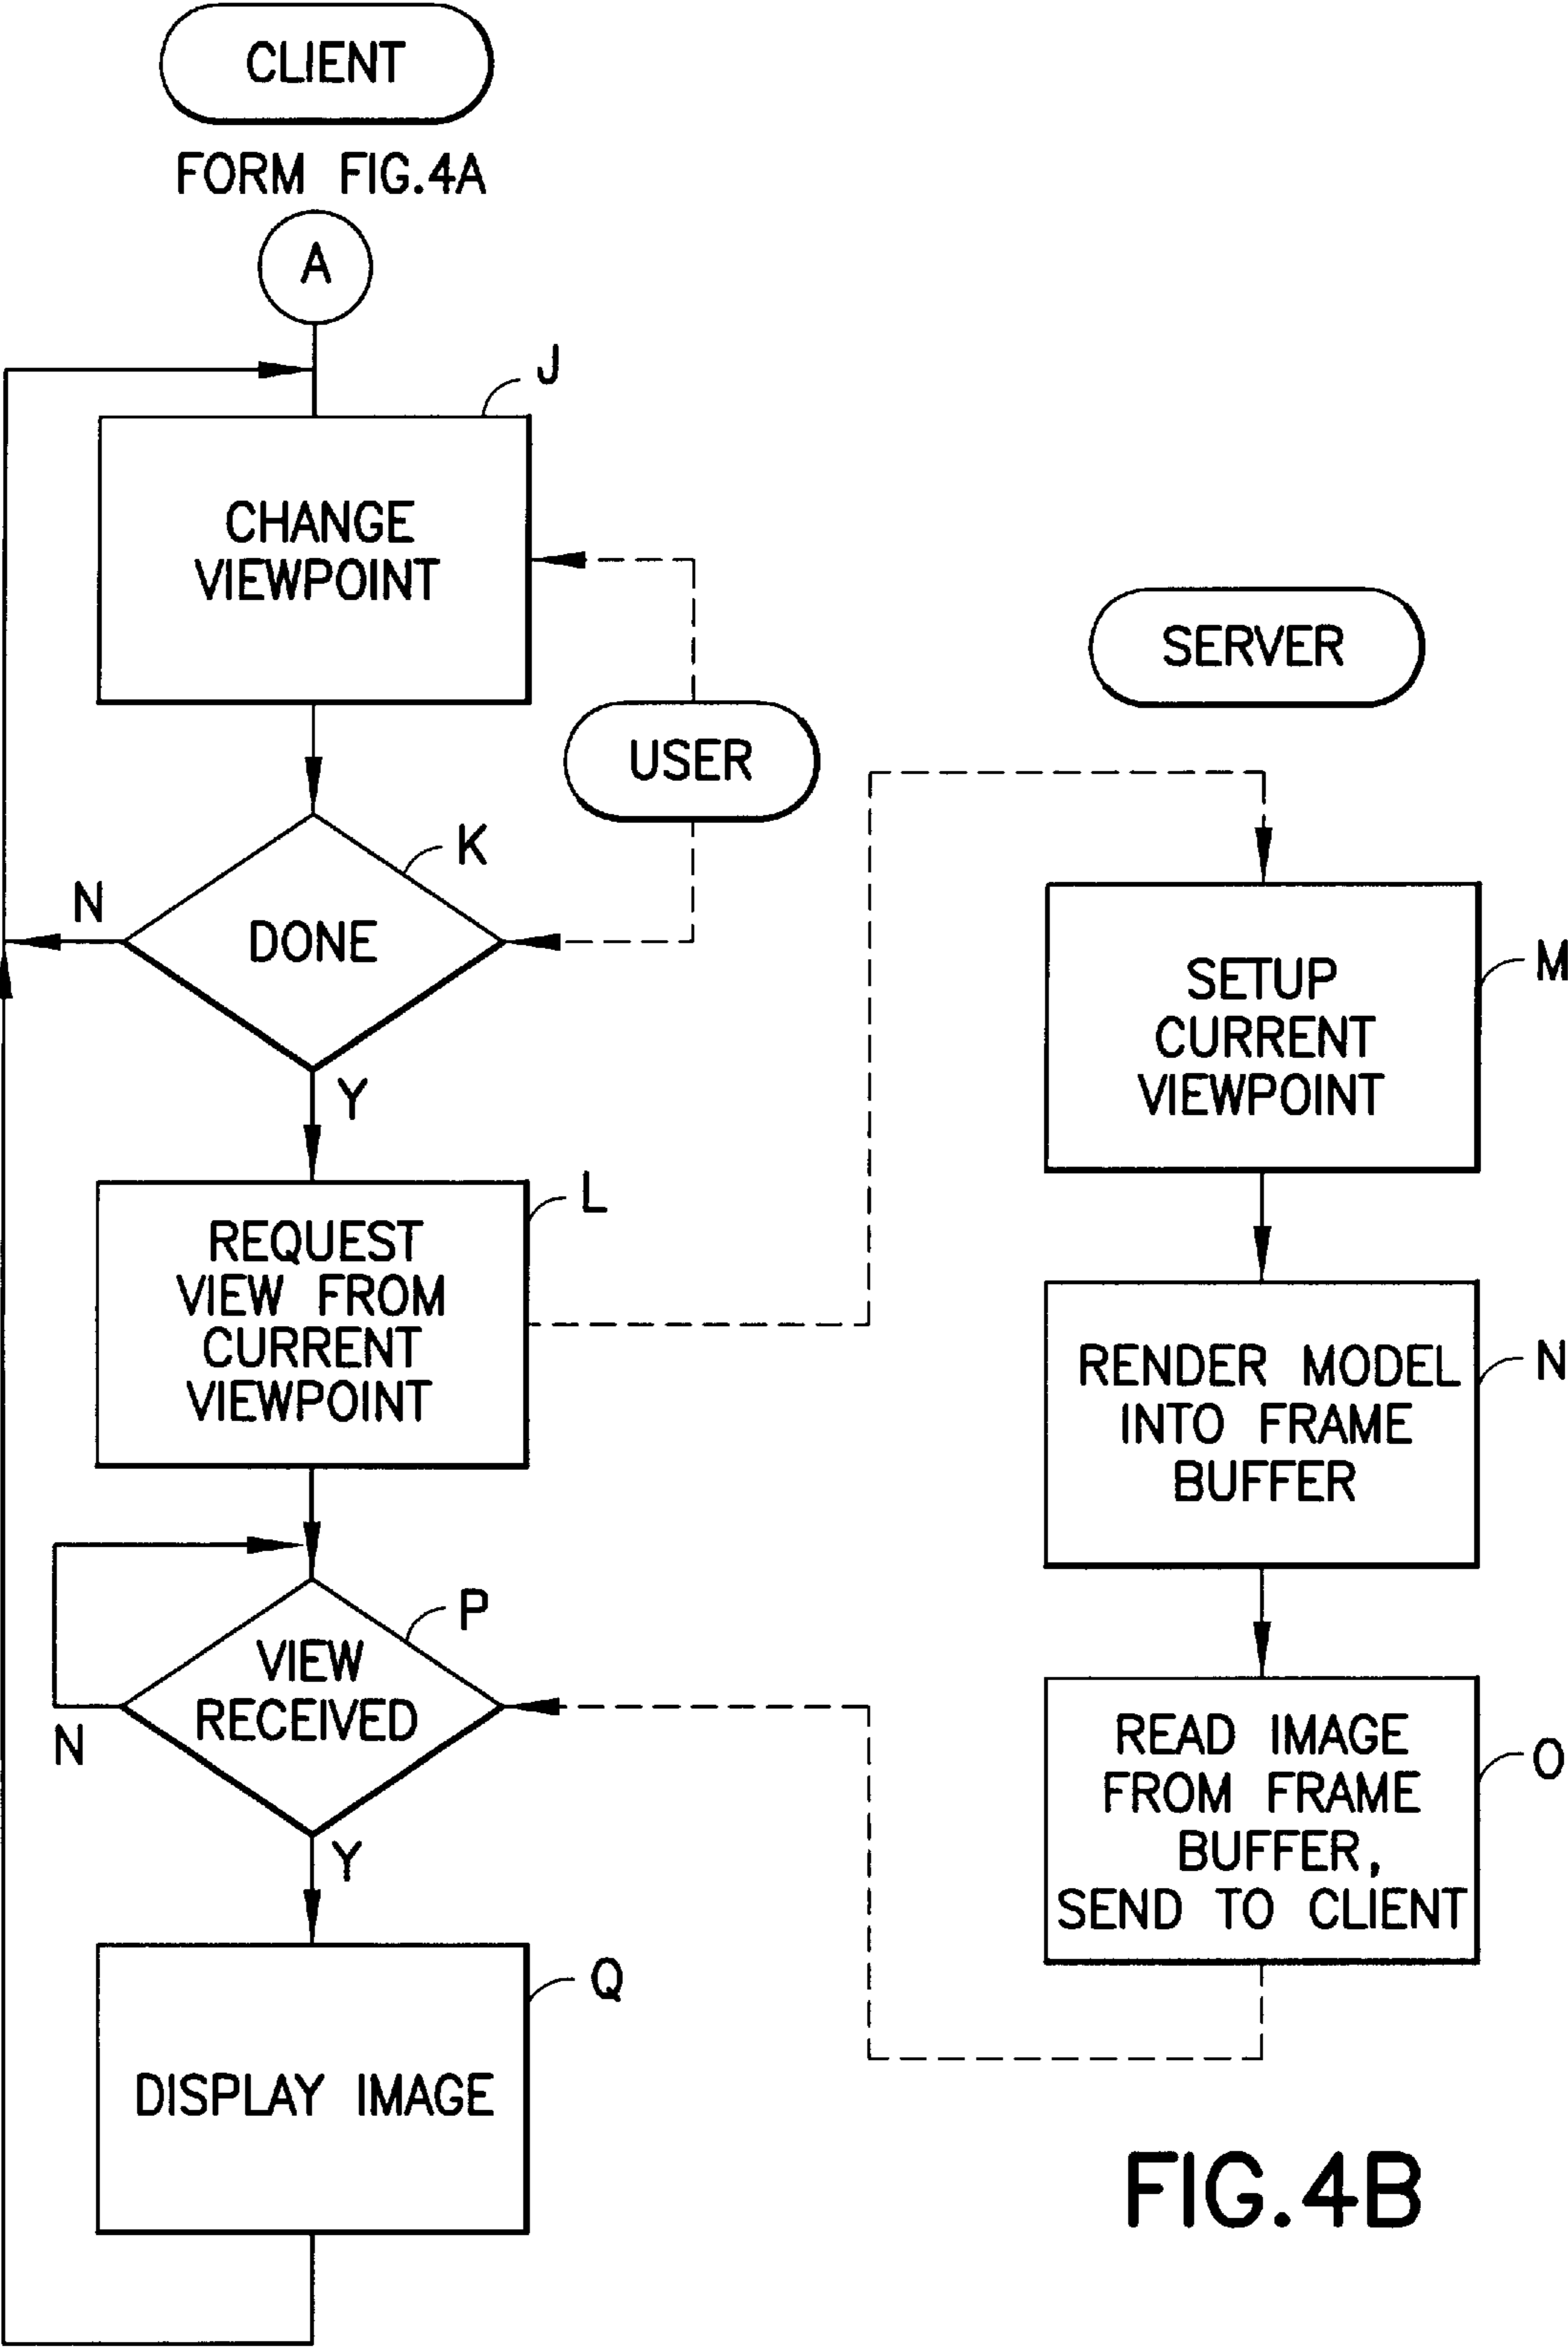 CLIENT
FORM FIG.4A
A
J
CHANGE
VIEWPOINT
USER
K
N
DONE
Y
L
REQUEST
VIEW FROM
CURRENT
VIEWPOINT
P
VIEW
RECEIVED
N
Y
Q
DISPLAY IMAGE
SERVER
M
SETUP
CURRENT
VIEWPOINT
N
RENDER MODEL
INTO FRAME
BUFFER
O
READ IMAGE
FROM FRAME
BUFFER,
SEND TO CLIENT
FIG.4B